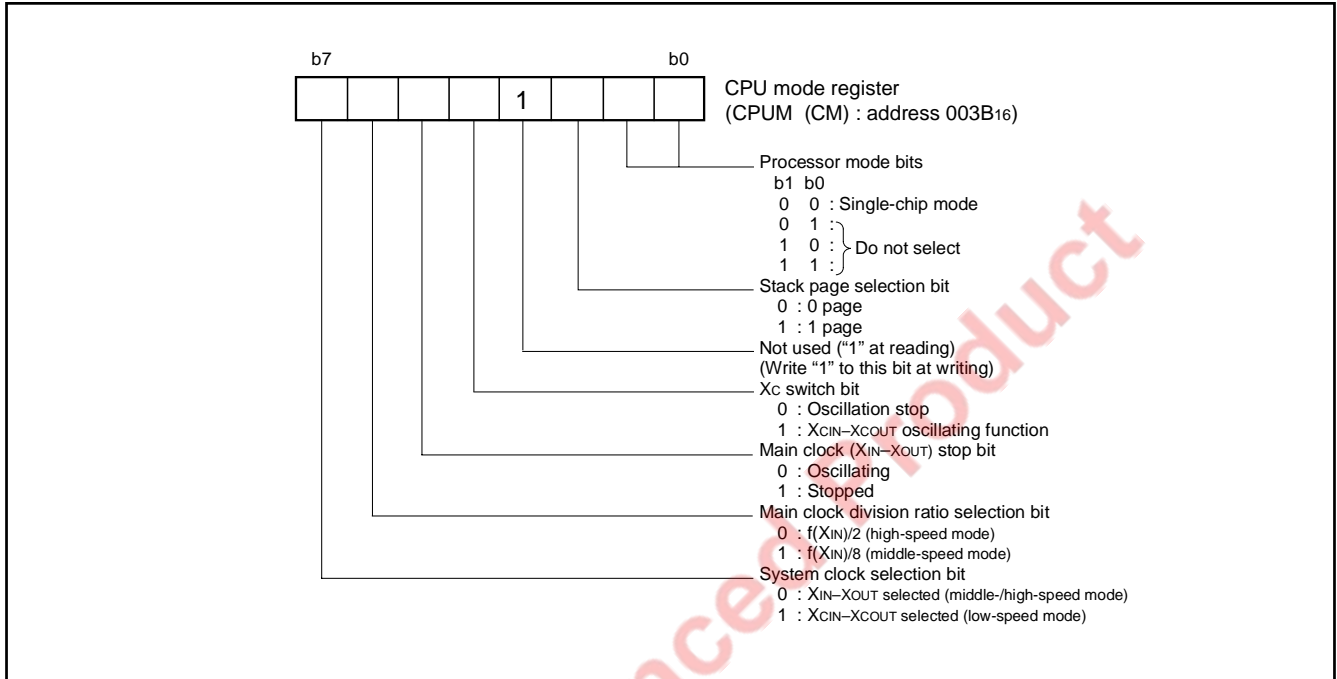 b7 b0
1
CPU mode register
(CPUM (CM) : address 003B16)
Processor mode bits
b1 b0
0 0 : Single-chip mode
0 1 :
1 0 : Do not select
1 1 :
Stack page selection bit
0 : 0 page
1 : 1 page
Not used (“1” at reading)
(Write “1” to this bit at writing)
XC switch bit
0 : Oscillation stop
1 : XCIN–XCOUT oscillating function
Main clock (XIN–XOUT) stop bit
0 : Oscillating
1 : Stopped
Main clock division ratio selection bit
0 : f(XIN)/2 (high-speed mode)
1 : f(XIN)/8 (middle-speed mode)
System clock selection bit
0 : XIN–XOUT selected (middle-/high-speed mode)
1 : XCIN–XCOUT selected (low-speed mode)
Product